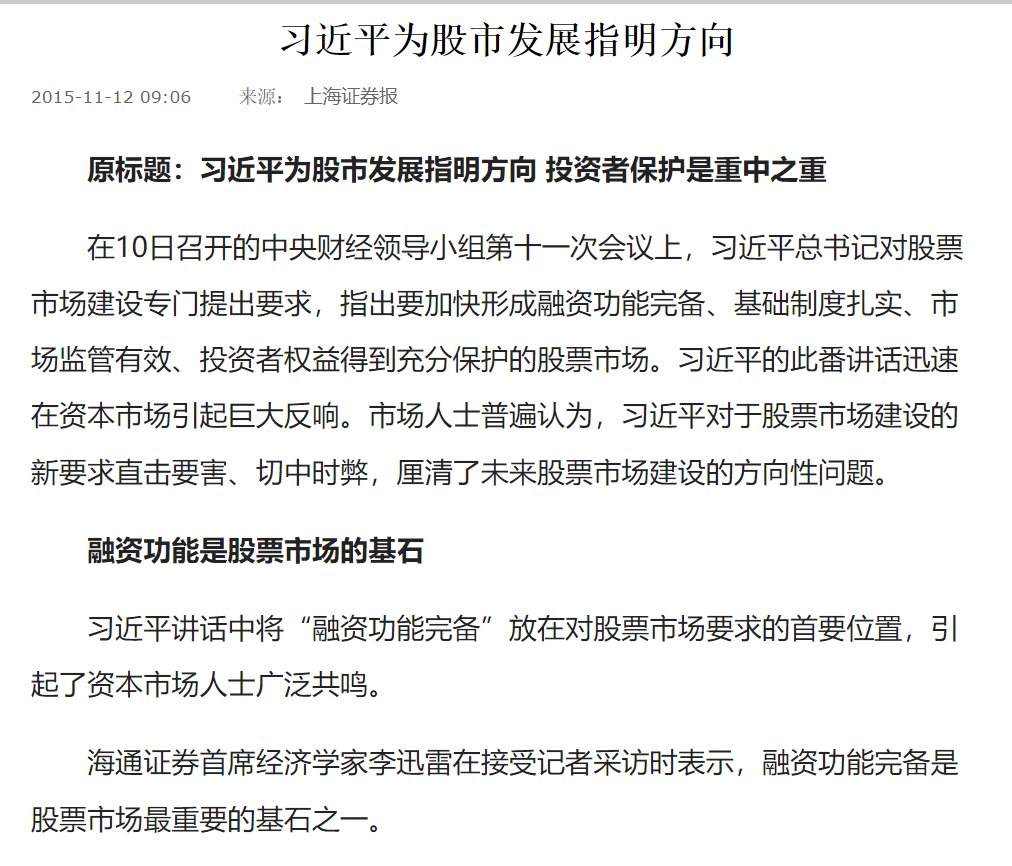 习近平为股市发展指明方向
2015-11-12 09:06 来源： 上海证券报
原标题：习近平为股市发展指明方向 投资者保护是重中之重
在10日召开的中央财经领导小组第十一次会议上，习近平总书记对股票
市场建设专门提出要求，指出要加快形成融资功能完备、基础制度扎实、市
场监管有效、投资者权益得到充分保护的股票市场。习近平的此番讲话迅速
在资本市场引起巨大反响。市场人士普遍认为，习近平对于股票市场建设的
新要求直击要害、切中时弊，厘清了未来股票市场建设的方向性问题。
融资功能是股票市场的基石
习近平讲话中将“融资功能完备”放在对股票市场要求的首要位置，引
起了资本市场人士广泛共鸣。
海通证券首席经济学家李迅雷在接受记者采访时表示，融资功能完备是
股票市场最重要的基石之一。